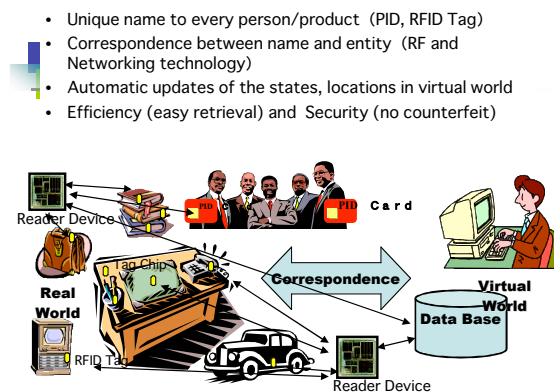 • Unique name to every person/product (PID, RFID Tag)
• Correspondence between name and entity (RF and
Networking technology)
• Automatic updates of the states, locations in virtual world
• Efficiency (easy retrieval) and Security (no counterfeit)
PID C
PID Card
Reader Device
Tag Chip
Correspondence
Real
World
Virtual
World
Data Base
RFID Tag
Reader Device